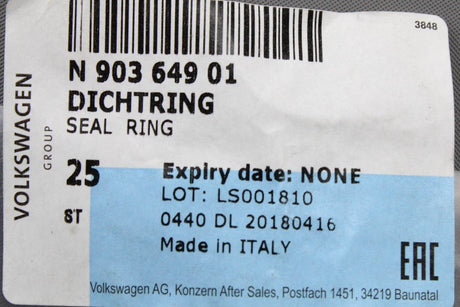 3848
N 903 649 01
DICHTRING
SEAL RING
VOLKSWAGEN
GROUP
25
ST
Expiry date: NONE
LOT: LS001810
0440 DL 20180416
Made in ITALY
EAC
Volkswagen AG, Konzern After Sales, Postfach 1451, 34219 Baunatal